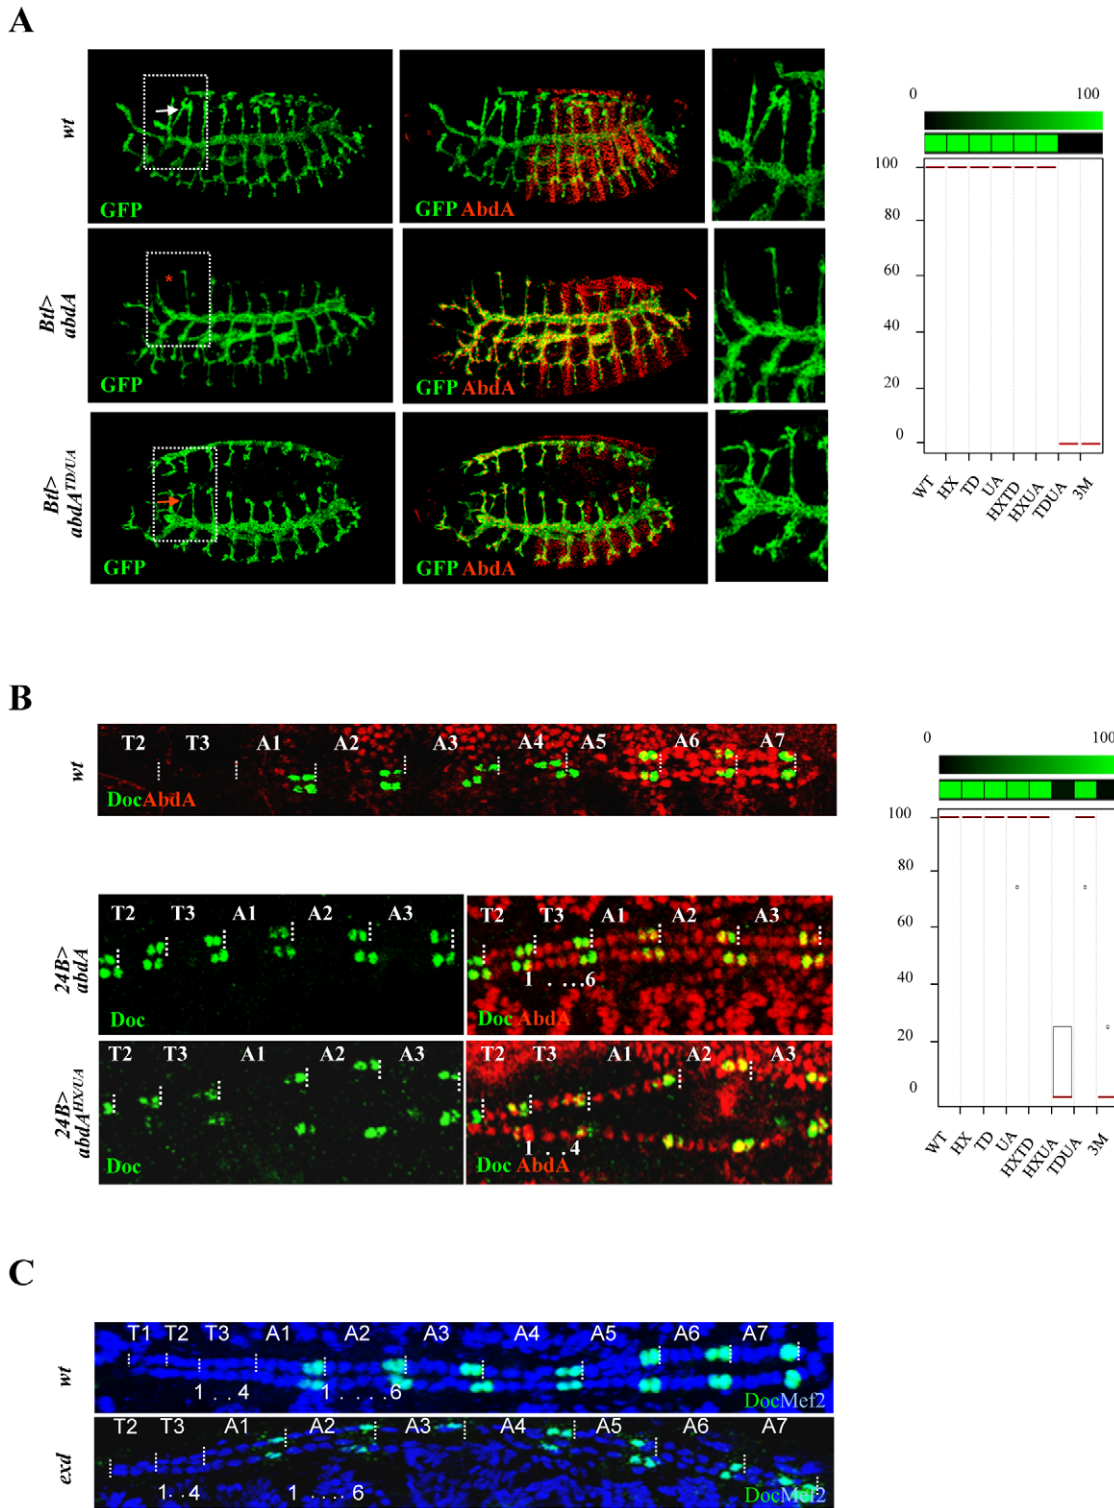 A
wt
GFP
GFP AbdA
Btl>
abdA
GFP
GFP AbdA
Btl>
abdA^TD/UA
GFP
GFP AbdA
0 100
100
80
60
40
20
0
WT HX TD UA HXTD HXUA TDUA 3M
B
wt
T2 T3 A1 A2 A3 A4 A5 A6 A7
DocAbdA
24B>
abdA
T2 T3 A1 A2 A3
Doc
T2 T3 A1 A2 A3
1 . ... 6
Doc AbdA
24B>
abdA^HX/UA
T2 T3 A1 A2 A3
Doc
T2 T3 A1 A2 A3
1 . . 4
Doc AbdA
0 100
100
80
60
40
20
0
WT HX TD UA HXTD HXUA TDUA 3M
C
wt
T1 T2 T3 A1 A2 A3 A4 A5 A6 A7
1 . . 4 1 . . . . 6
DocMef2
exd
T2 T3 A1 A2 A3 A4 A5 A6 A7
1 . . 4 1 . . . . 6
DocMef2